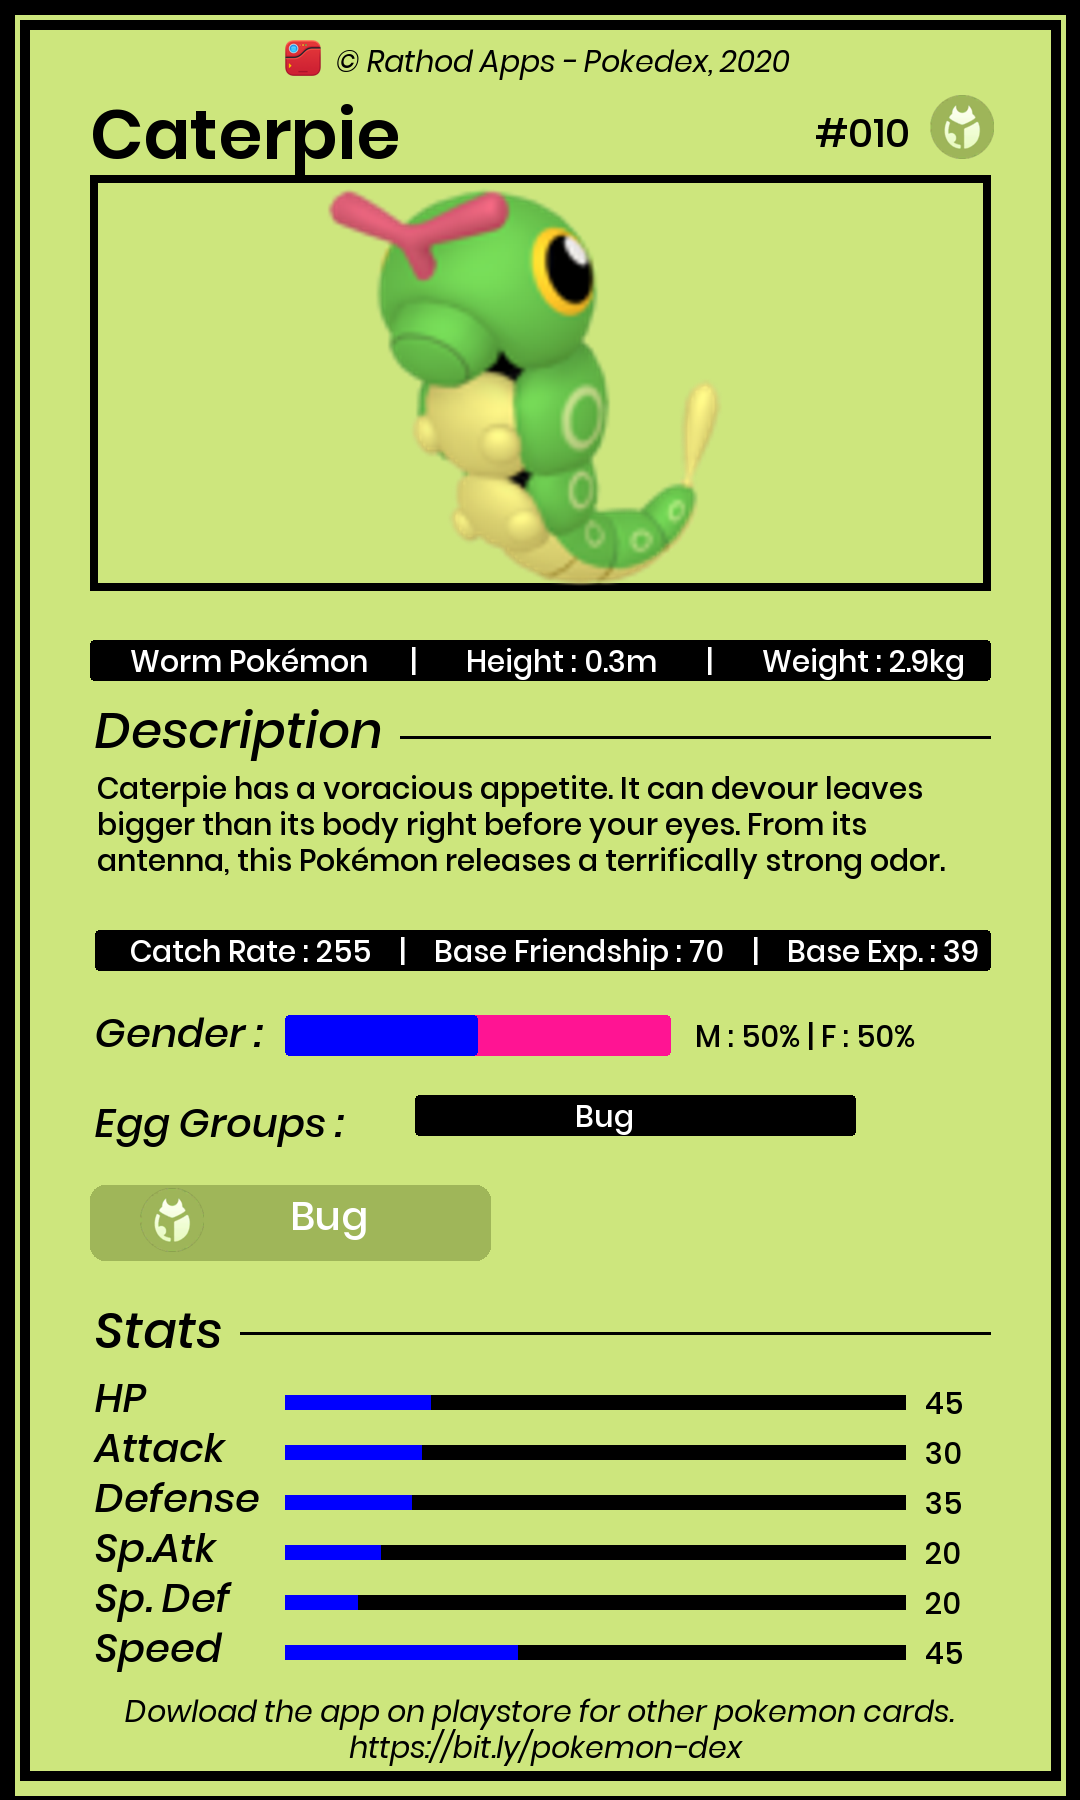 © Rathod Apps - Pokedex, 2020
Caterpie #010
Worm Pokémon | Height : 0.3m | Weight : 2.9kg
Description
Caterpie has a voracious appetite. It can devour leaves
bigger than its body right before your eyes. From its
antenna, this Pokémon releases a terrifically strong odor.
Catch Rate : 255 | Base Friendship : 70 | Base Exp. : 39
Gender : M : 50% | F : 50%
Egg Groups : Bug
Bug
Stats
HP 45
Attack 30
Defense 35
Sp.Atk 20
Sp. Def 20
Speed 45
Dowload the app on playstore for other pokemon cards.
https://bit.ly/pokemon-dex